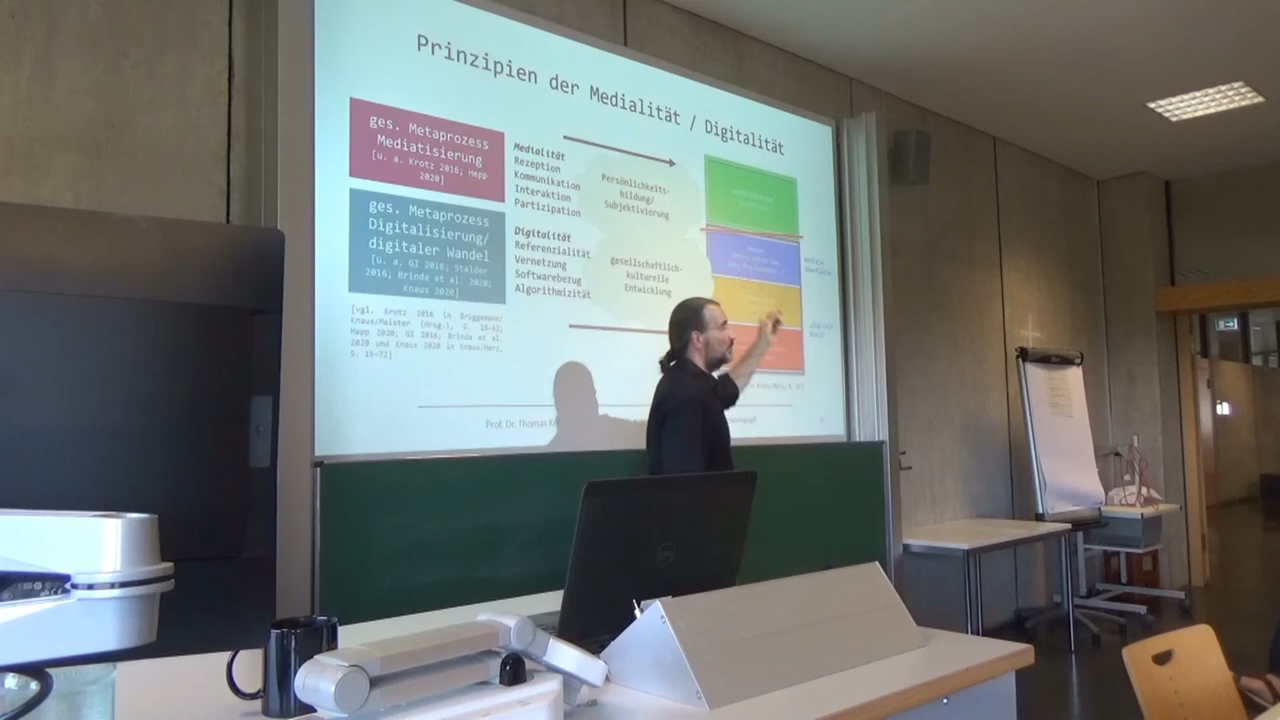 Prinzipien der Medialität / Digitalität
ges. Metaprozess
Mediatisierung
[u. a. Krotz 2016; Hepp
2020]
ges. Metaprozess
Digitalisierung/
digitaler Wandel
[u. a. GI 2016; Stalder
2016; Brinda et al. 2020;
Knaus 2020]
[vgl. Krotz 2016 in Brüggemann/
Knaus/Meister (Hrsg.), S. 19-42;
Hepp 2020; GI 2016; Brinda et al.
2020 und Knaus 2020 in Knaus/Merz,
S. 15-72]
Medialität
Rezeption
Kommunikation
Interaktion
Partizipation
Digitalität
Referenzialität
Vernetzung
Softwarebezug
Algorithmizität
Persönlichkeits-
bildung/
Subjektivierung
gesellschaftlich-
kulturelle
Entwicklung
Prof. Dr. Thomas
DELL